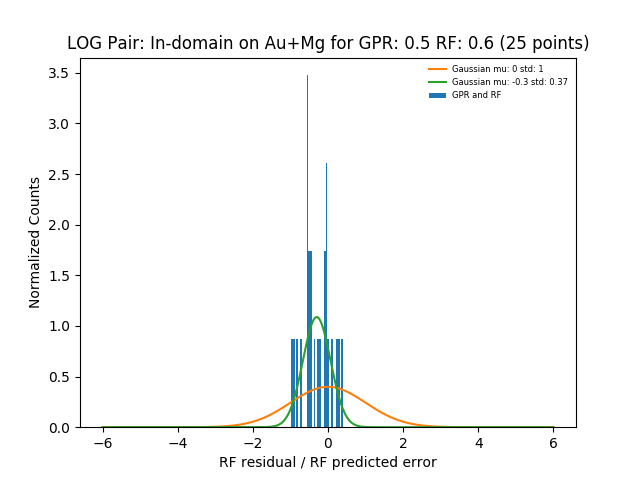 LOG Pair: In-domain on Au+Mg for GPR: 0.5 RF: 0.6 (25 points)
Gaussian mu: 0 std: 1
Gaussian mu: -0.3 std: 0.37
GPR and RF
Normalized Counts
3.5
3.0
2.5
2.0
1.5
1.0
0.5
0.0
−6 −4 −2 0 2 4 6
RF residual / RF predicted error